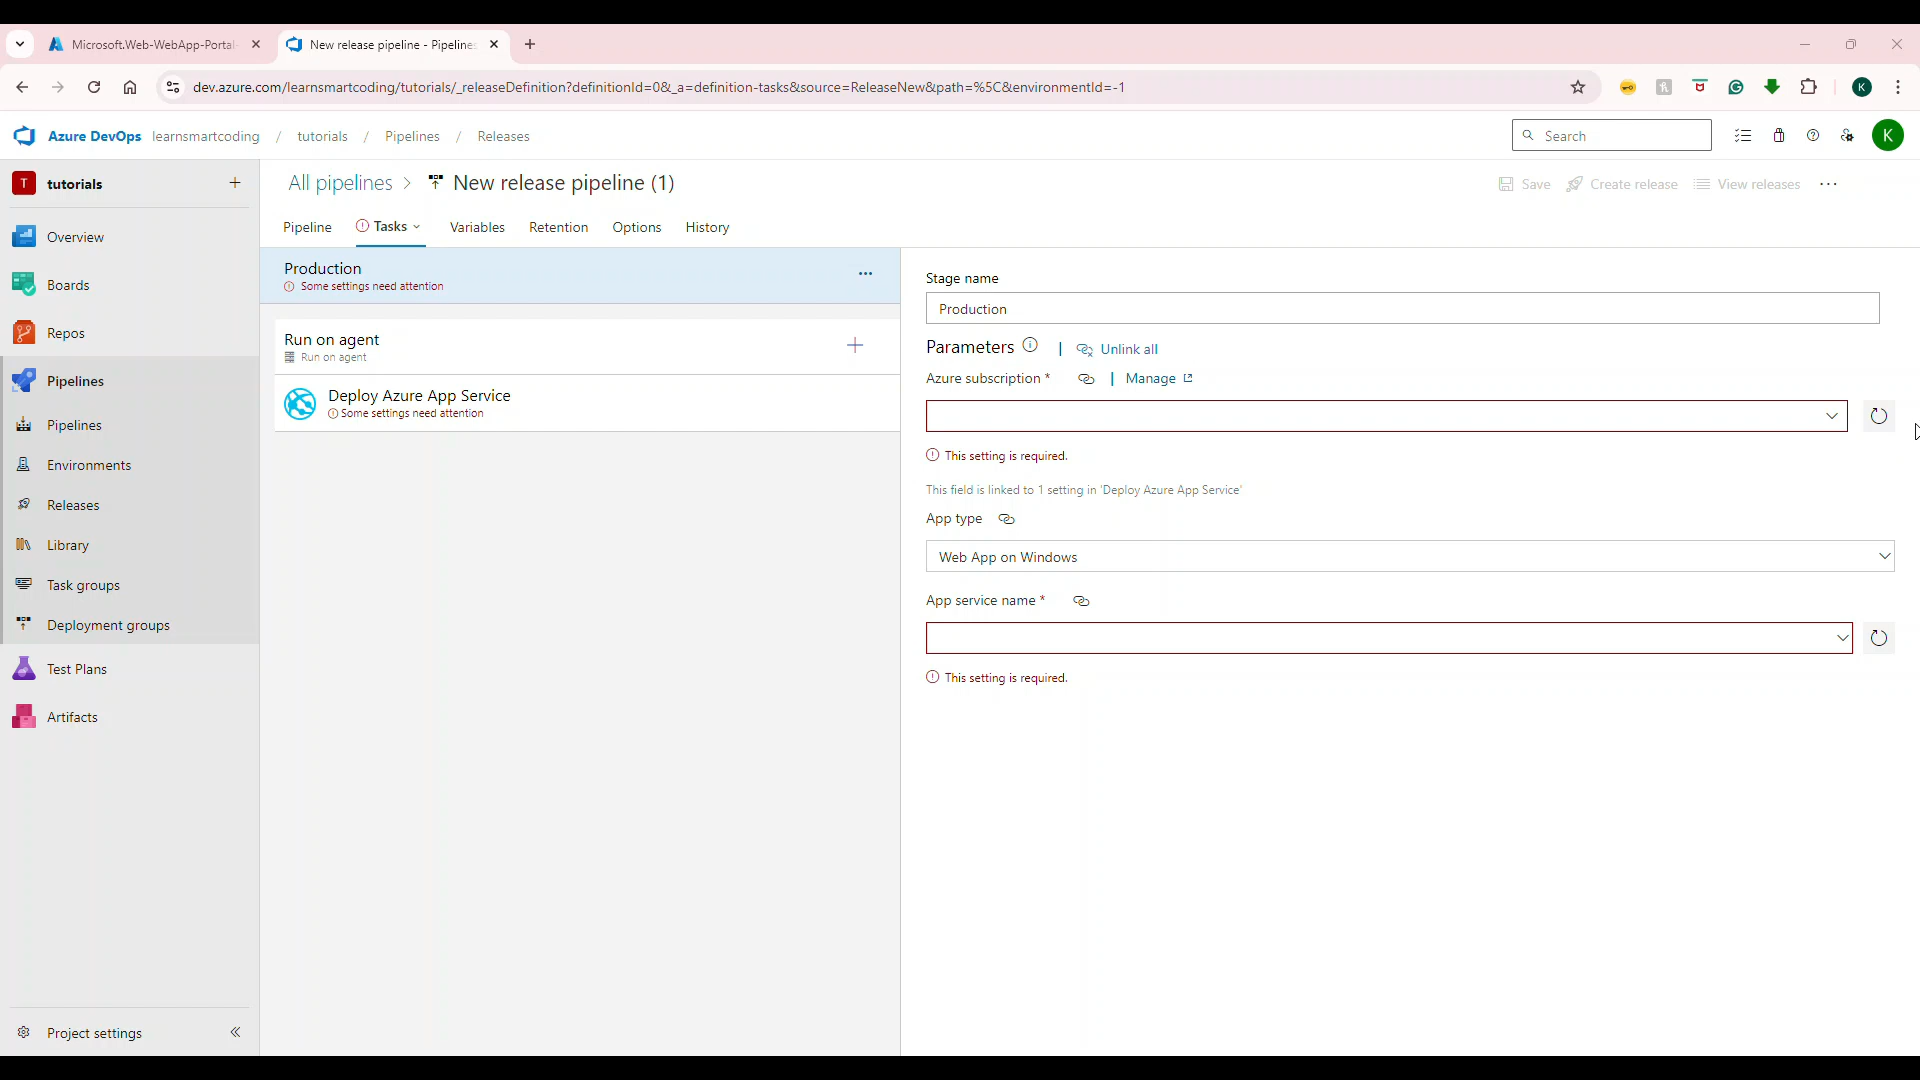 Microsoft.Web-WebApp-Portal-
New release pipeline - Pipelines
dev.azure.com/learnsmartcoding/tutorials/_releaseDefinition?definitionId=0&_a=definition-tasks&source=ReleaseNew&path=%5C&environmentId=-1
K
Azure DevOps learnsmartcoding / tutorials / Pipelines / Releases
Search
K
T tutorials
All pipelines > New release pipeline (1)
Save Create release View releases
Pipeline Tasks Variables Retention Options History
Overview
Boards
Repos
Pipelines
Pipelines
Environments
Releases
Library
Task groups
Deployment groups
Test Plans
Artifacts
Project settings
Production
Some settings need attention
Run on agent
Run on agent
Deploy Azure App Service
Some settings need attention
Stage name
Production
Parameters | Unlink all
Azure subscription * | Manage
This setting is required.
This field is linked to 1 setting in 'Deploy Azure App Service'
App type
Web App on Windows
App service name *
This setting is required.